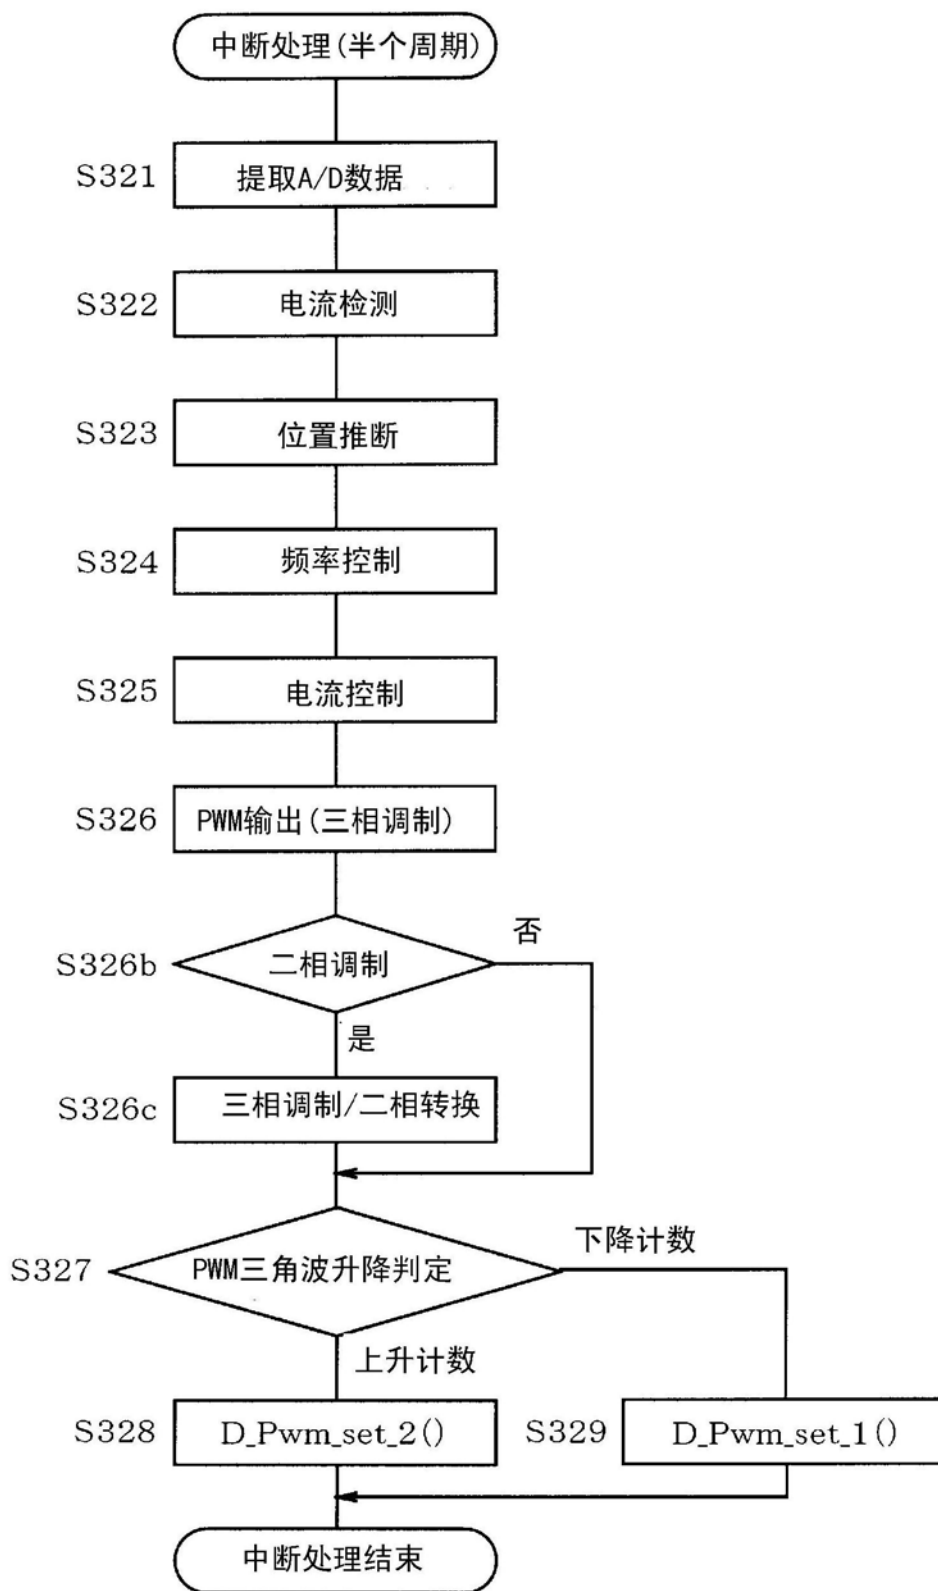 中断处理(半个周期)
S321
提取A/D数据
S322
电流检测
S323
位置推断
S324
频率控制
S325
电流控制
S326
PWM输出(三相调制)
否
S326b
二相调制
是
S326c
三相调制/二相转换
下降计数
S327
PWM三角波升降判定
上升计数
S328
D_Pwm_set_2()
S329
D_Pwm_set_1()
中断处理结束